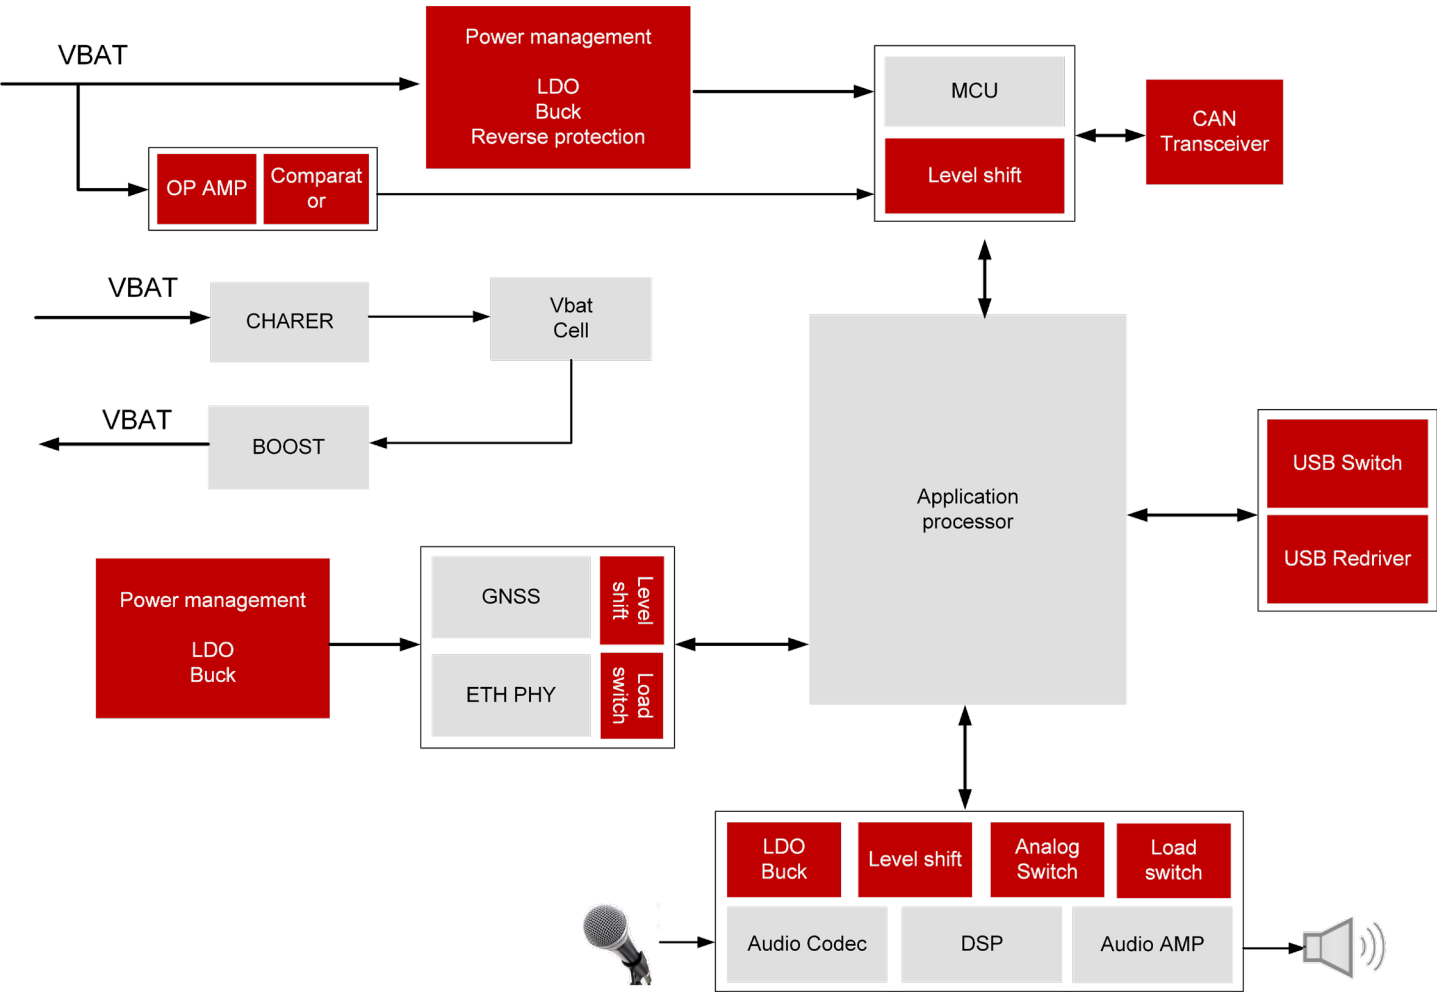 VBAT
Power management
LDO
Buck
Reverse protection
MCU
Level shift
CAN
Transceiver
OP AMP
Comparat
or
VBAT
CHARER
Vbat
Cell
VBAT
BOOST
Application
processor
USB Switch
USB Redriver
Power management
LDO
Buck
GNSS
Level
shift
ETH PHY
Load
switch
LDO
Buck
Level shift
Analog
Switch
Load
switch
Audio Codec
DSP
Audio AMP